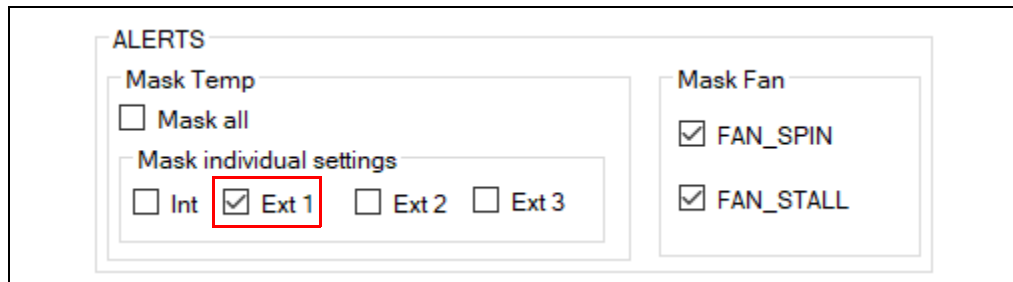 ALERTS
Mask Temp
Mask all
Mask individual settings
Int Ext 1 Ext 2 Ext 3
Mask Fan
FAN_SPIN
FAN_STALL